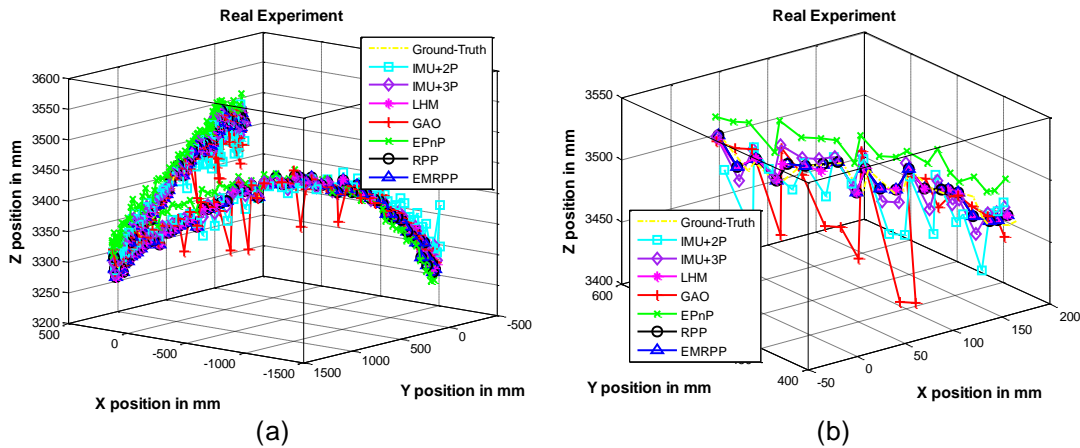 Real Experiment
Ground-Truth
IMU+2P
IMU+3P
LHM
GAO
EPnP
RPP
EMRPP
3600
3550
3500
3450
3400
3350
3300
3250
3200
Z position in mm
500
0
-500
-1000
-1500
X position in mm
1500
1000
500
0
-500
Y position in mm
(a)
Real Experiment
3550
3500
3450
3400
Z position in mm
Ground-Truth
IMU+2P
IMU+3P
LHM
GAO
EPnP
RPP
EMRPP
600
400
Y position in mm
-50
0
50
100
150
200
X position in mm
(b)